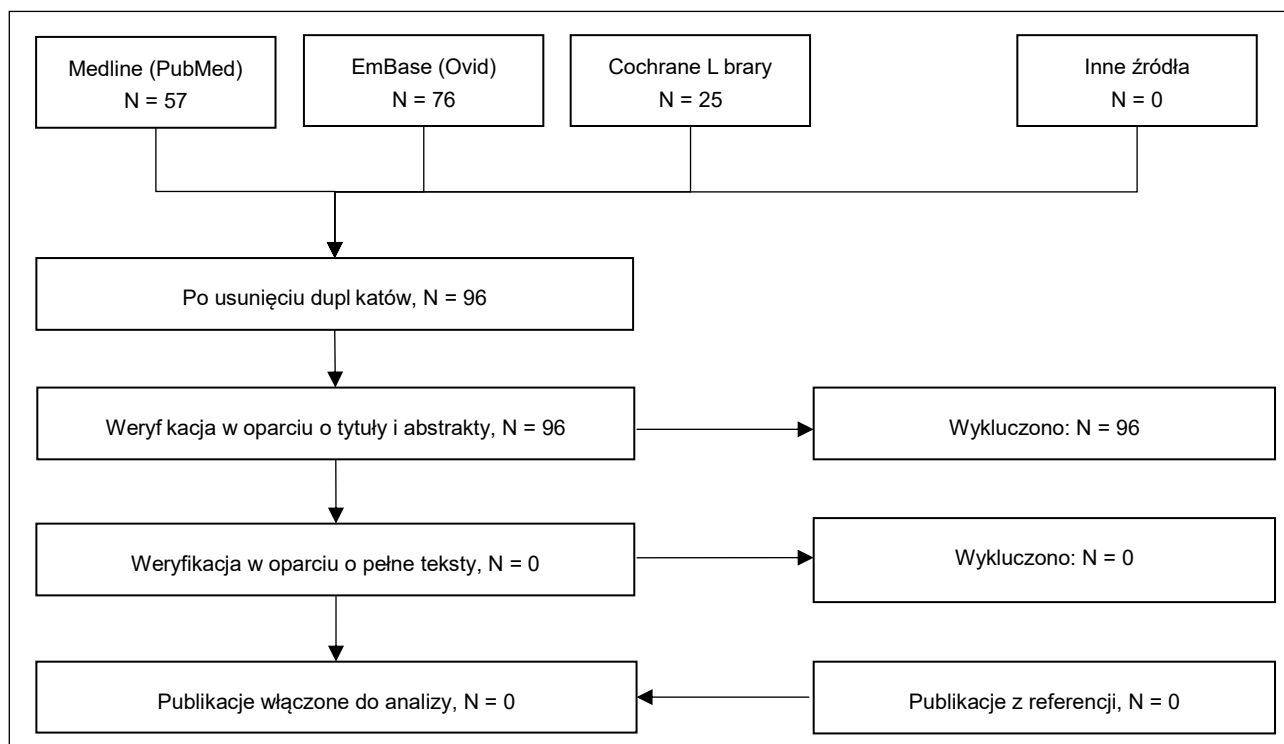 Medline (PubMed)
N = 57
EmBase (Ovid)
N = 76
Cochrane L brary
N = 25
Inne źródła
N = 0
Po usunięciu dupl katów, N = 96
Weryf kacja w oparciu o tytuły i abstrakty, N = 96
Wykluczono: N = 96
Weryfikacja w oparciu o pełne teksty, N = 0
Wykluczono: N = 0
Publikacje włączone do analizy, N = 0
Publikacje z referencji, N = 0